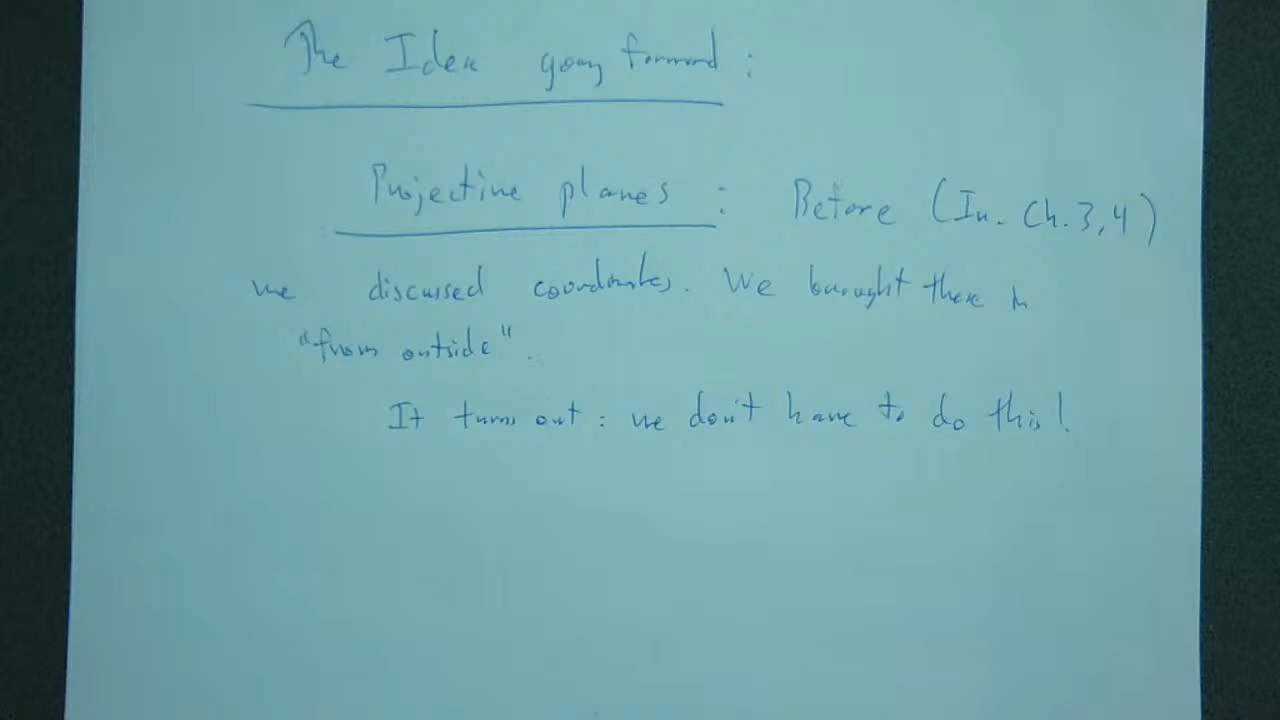 The Idea going forward :
Projective planes : Before (In. Ch. 3, 4)
we discussed coordinates. We brought these in
"from outside".
It turns out : we don't have to do this!